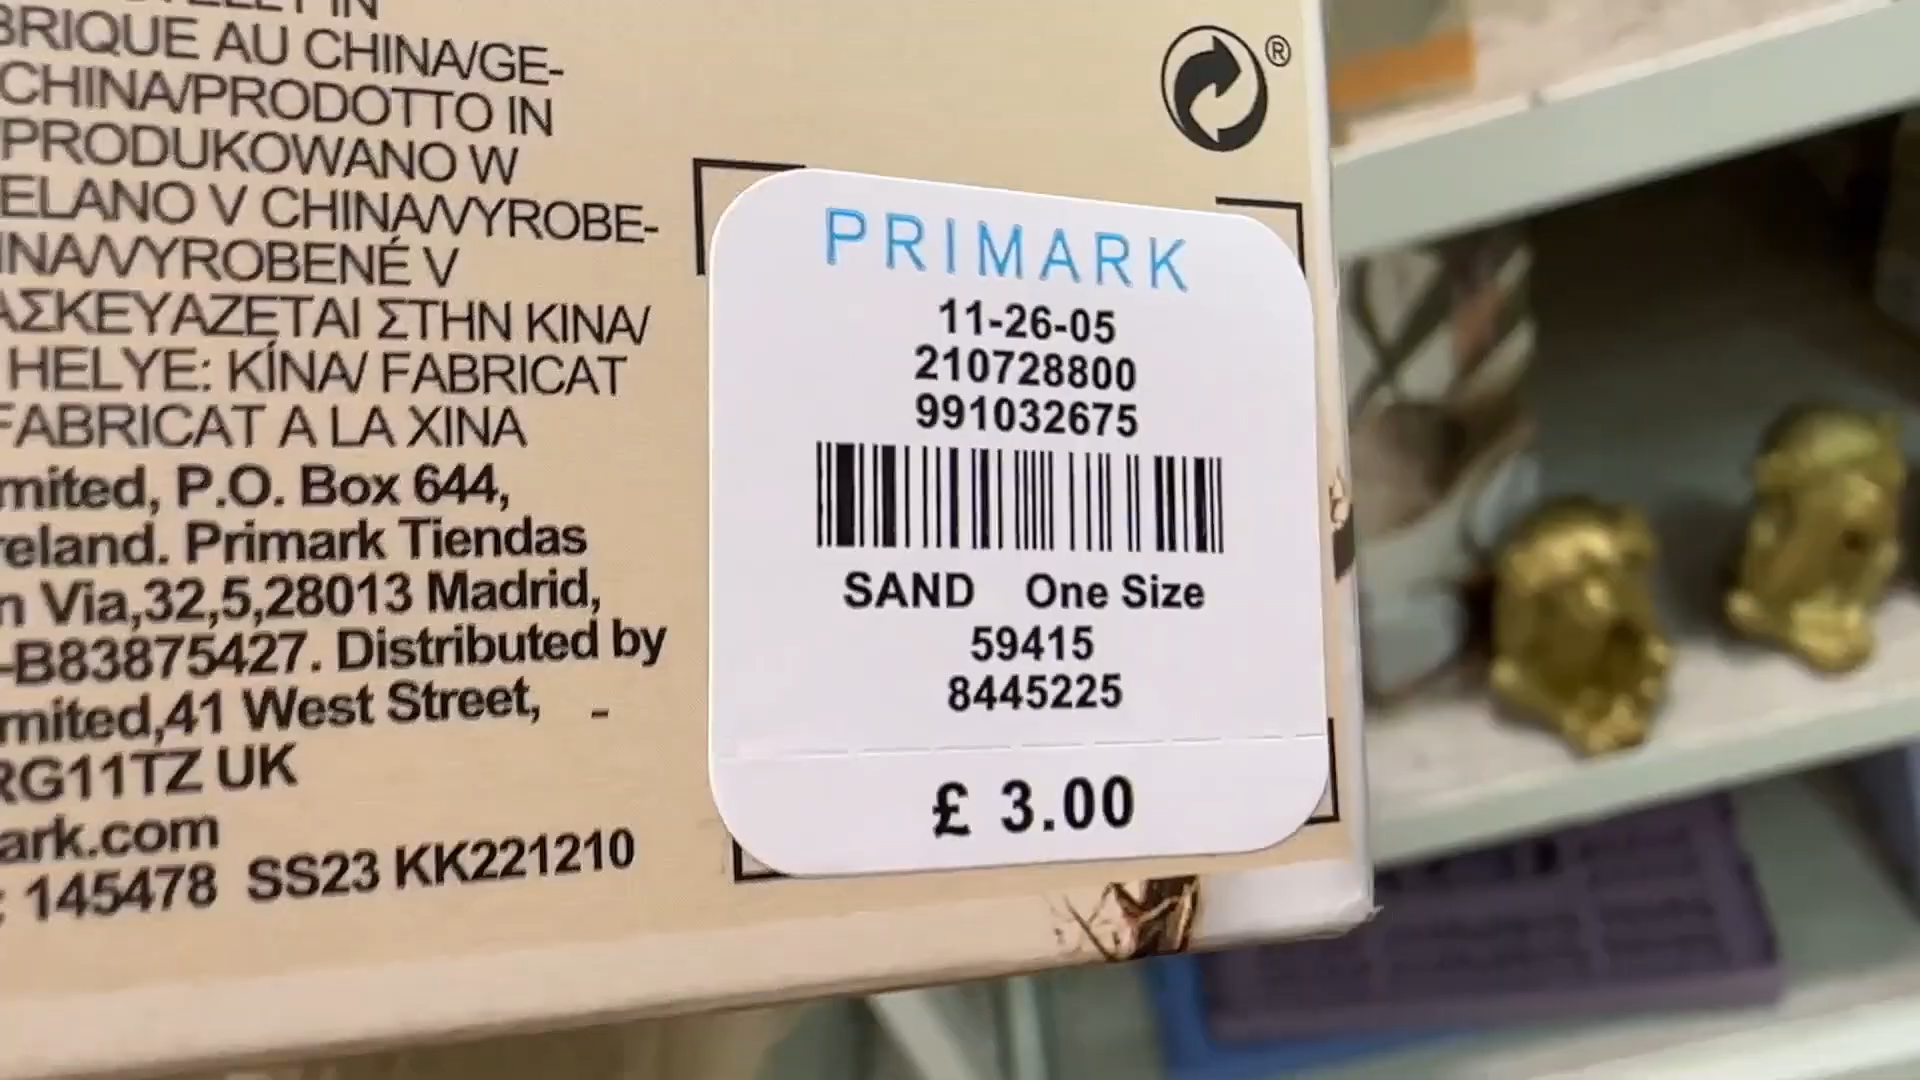 BRIQUE AU CHINA/GE-
CHINA/PRODOTTO IN
/PRODUKOWANO W
ELANO V CHINA/VYROBE-
INA/VYROBENÉ V
ΑΣΚΕΥΑΖΕΤΑΙ ΣΤΗΝ ΚΙΝΑ/
HELYE: KÍNA/ FABRICAT
FABRICAT A LA XINA
mited, P.O. Box 644,
reland. Primark Tiendas
n Via,32,5,28013 Madrid,
-B83875427. Distributed by
imited,41 West Street,
RG11TZ UK
ark.com
: 145478 SS23 KK221210
®
PRIMARK
11-26-05
210728800
991032675
SAND One Size
59415
8445225
£ 3.00